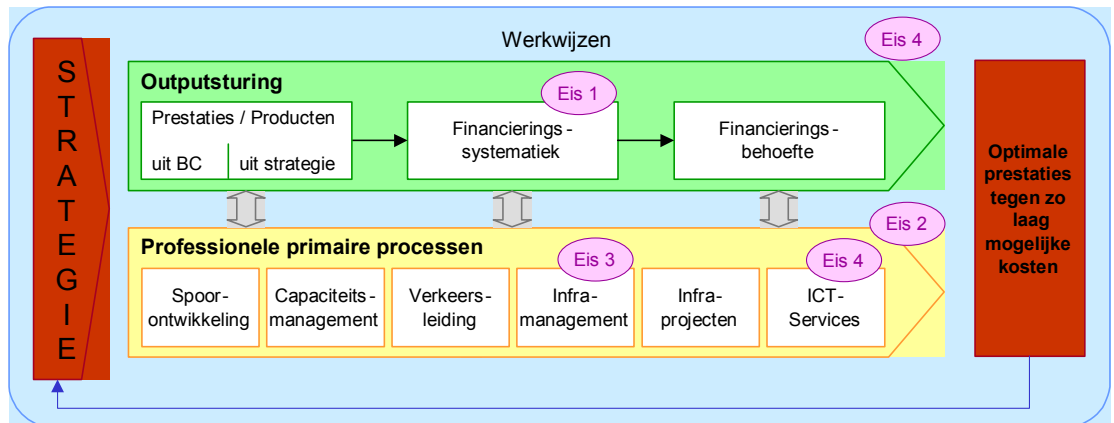 STRATEGIE
Werkwijzen
Eis 4
Outputsturing
Eis 1
Prestaties / Producten
uit BC
uit strategie
Financierings-
systematiek
Financierings-
behoefte
Eis 2
Professionele primaire processen
Eis 3
Eis 4
Spoor-
ontwikkeling
Capaciteits-
management
Verkeers-
leiding
Infra-
management
Infra-
projecten
ICT-
Services
Optimale
prestaties
tegen zo
laag
mogelijke
kosten